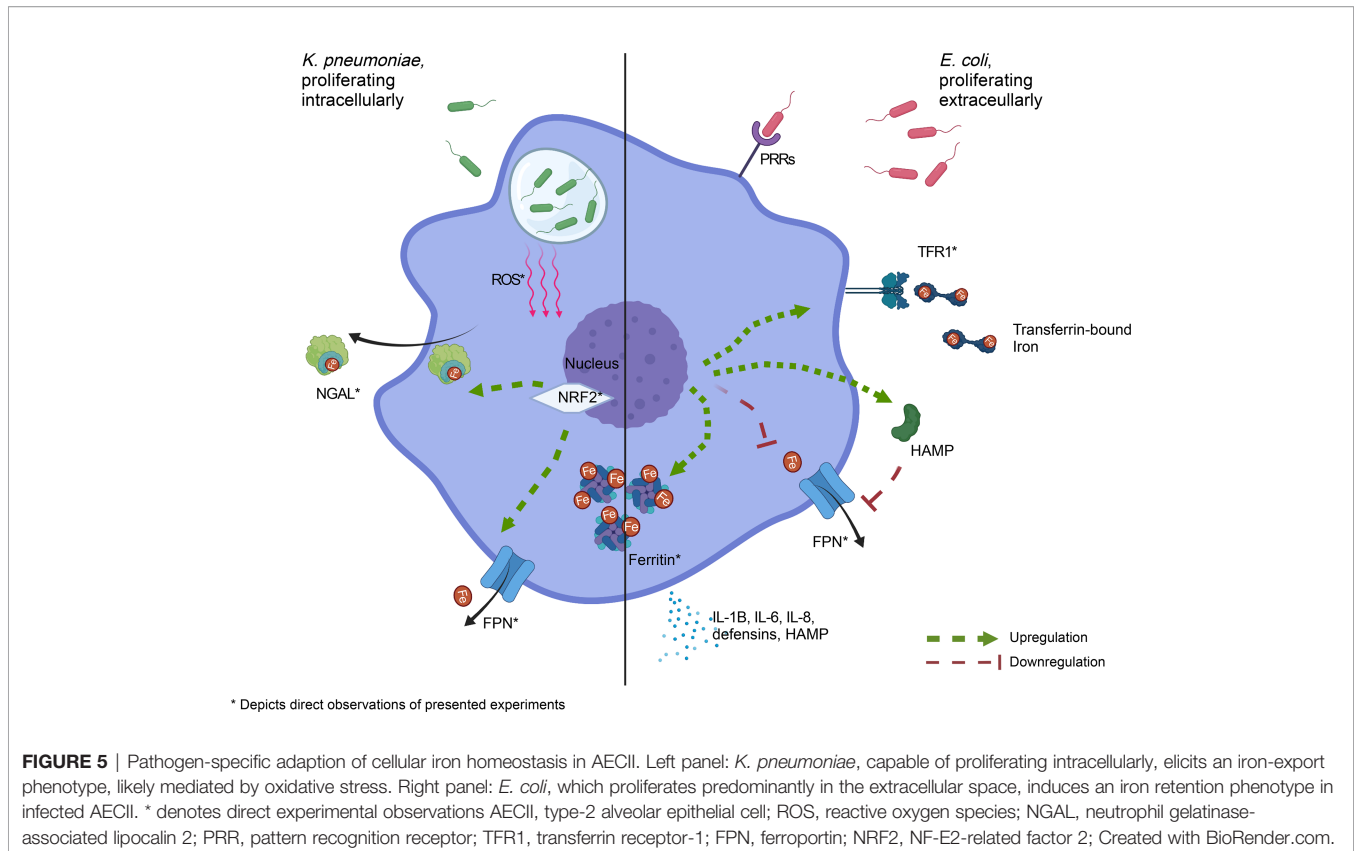 K. pneumoniae,
proliferating
intracellularly
E. coli,
proliferating
extraceullarly
PRRs
TFR1*
ROS*
Fe
Fe
Transferrin-bound
Iron
Fe
Fe
Nucleus
NGAL*
Fe
Fe
NRF2*
HAMP
Fe
Fe
Fe
Fe
Fe
Fe
Fe
Fe
Ferritin*
FPN*
Fe
FPN*
IL-1B, IL-6, IL-8,
defensins, HAMP
Upregulation
Downregulation
* Depicts direct observations of presented experiments
FIGURE 5 | Pathogen-specific adaption of cellular iron homeostasis in AECII. Left panel: K. pneumoniae, capable of proliferating intracellularly, elicits an iron-export
phenotype, likely mediated by oxidative stress. Right panel: E. coli, which proliferates predominantly in the extracellular space, induces an iron retention phenotype in
infected AECII. * denotes direct experimental observations AECII, type-2 alveolar epithelial cell; ROS, reactive oxygen species; NGAL, neutrophil gelatinase-
associated lipocalin 2; PRR, pattern recognition receptor; TFR1, transferrin receptor-1; FPN, ferroportin; NRF2, NF-E2-related factor 2; Created with BioRender.com.